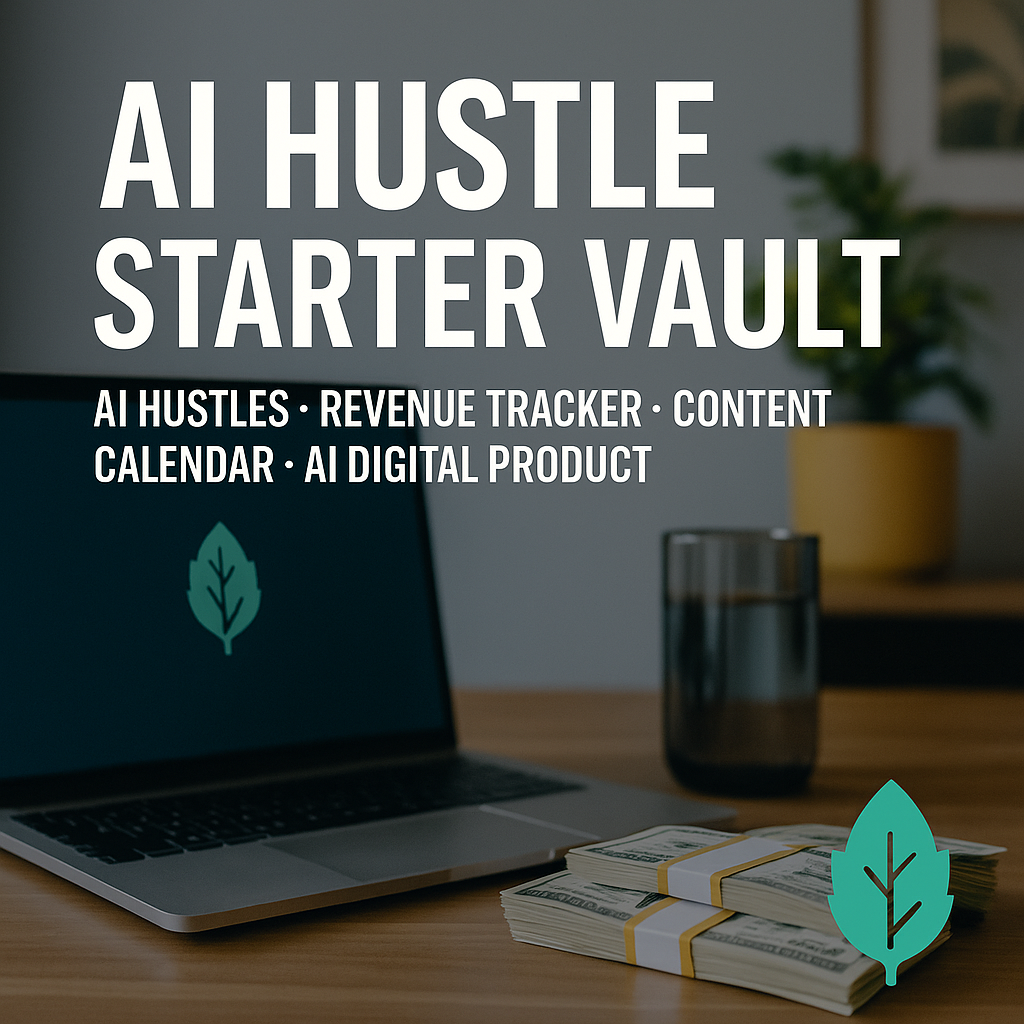 AI HUSTLE
STARTER VAULT
AI HUSTLES · REVENUE TRACKER · CONTENT
CALENDAR · AI DIGITAL PRODUCT